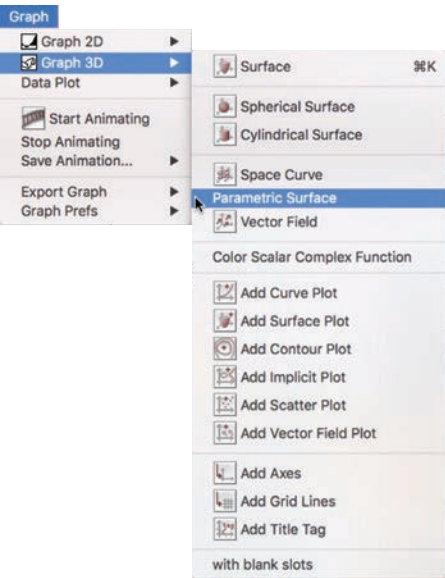 Graph
Graph 2D
Graph 3D
Data Plot
Start Animating
Stop Animating
Save Animation...
Export Graph
Graph Prefs
Surface ⌘K
Spherical Surface
Cylindrical Surface
Space Curve
Parametric Surface
Vector Field
Color Scalar Complex Function
Add Curve Plot
Add Surface Plot
Add Contour Plot
Add Implicit Plot
Add Scatter Plot
Add Vector Field Plot
Add Axes
Add Grid Lines
Add Title Tag
with blank slots